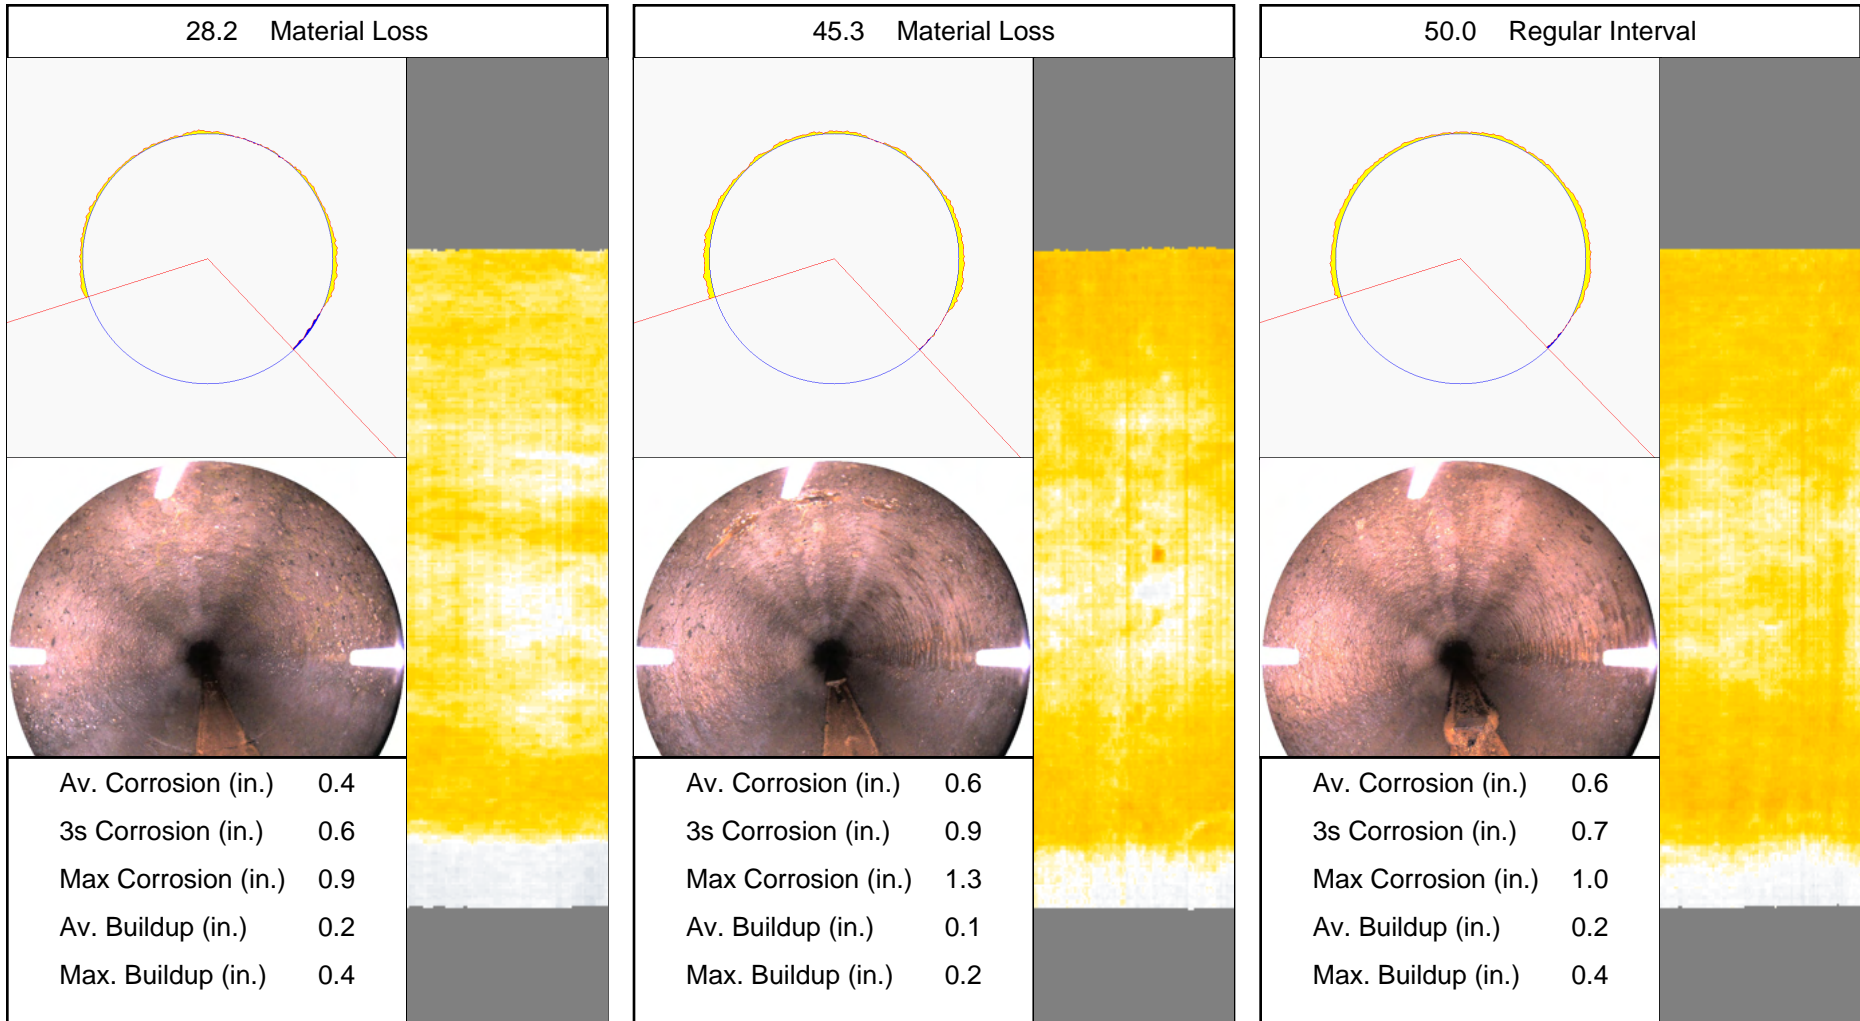 28.2 Material Loss
Av. Corrosion (in.) 0.4
3s Corrosion (in.) 0.6
Max Corrosion (in.) 0.9
Av. Buildup (in.) 0.2
Max. Buildup (in.) 0.4
45.3 Material Loss
Av. Corrosion (in.) 0.6
3s Corrosion (in.) 0.9
Max Corrosion (in.) 1.3
Av. Buildup (in.) 0.1
Max. Buildup (in.) 0.2
50.0 Regular Interval
Av. Corrosion (in.) 0.6
3s Corrosion (in.) 0.7
Max Corrosion (in.) 1.0
Av. Buildup (in.) 0.2
Max. Buildup (in.) 0.4